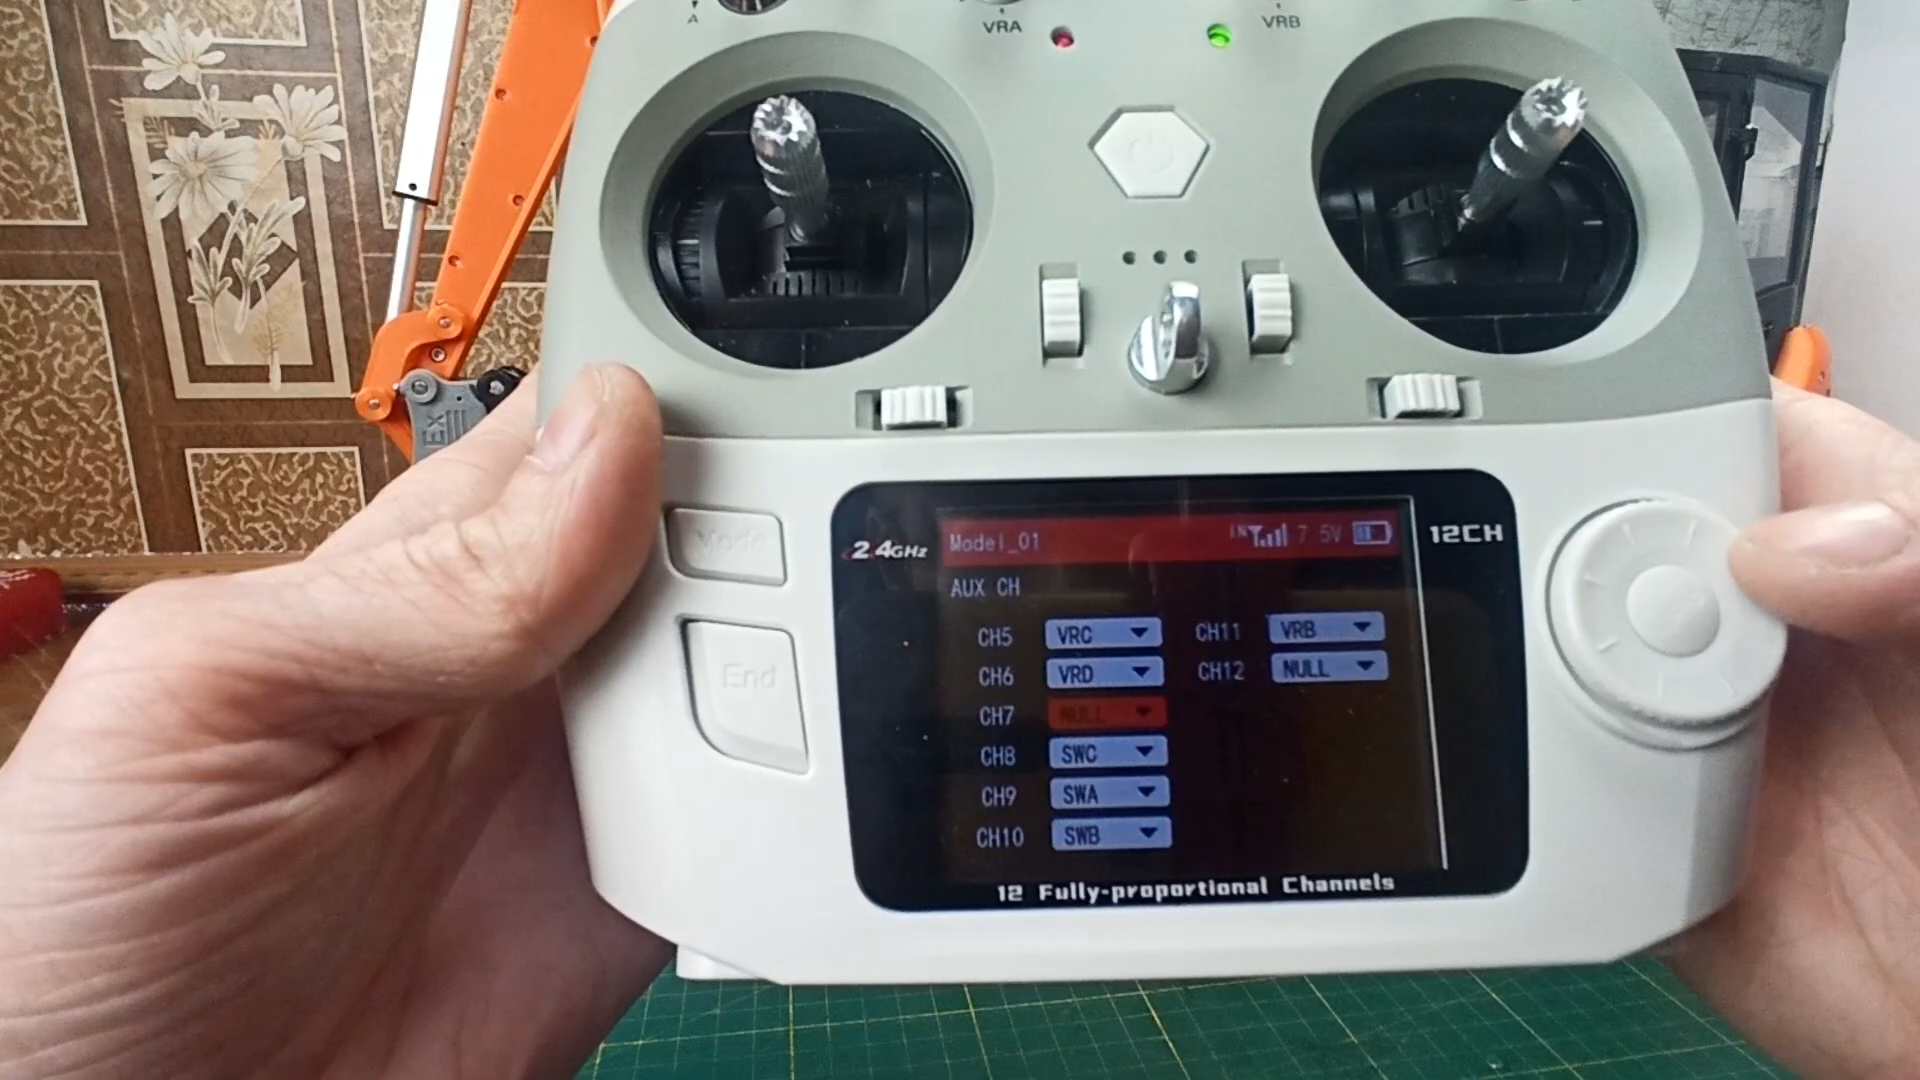 A
VRA
VRB
Mode
End
2.4GHz
12CH
Model_01 7.5V
AUX CH
CH5 VRC CH11 VRB
CH6 VRD CH12 NULL
CH7 NULL
CH8 SWC
CH9 SWA
CH10 SWB
12 Fully-proportional Channels
EX